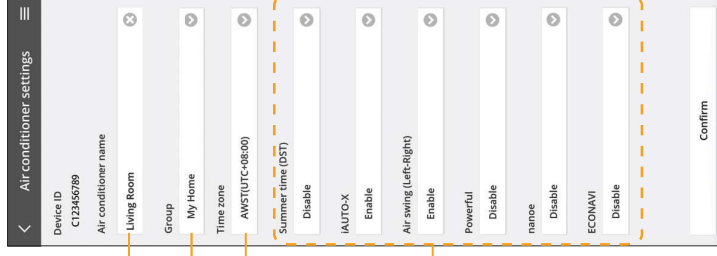 Air conditioner settings
Device ID
C123456789
Air conditioner name
Living Room
Group
My Home
Time zone
AWST(UTC+08:00)
Summer time (DST)
Disable
iAUTO-X
Enable
Air swing (Left-Right)
Enable
Powerful
Disable
nanoe
Disable
ECONAVI
Disable
Confirm